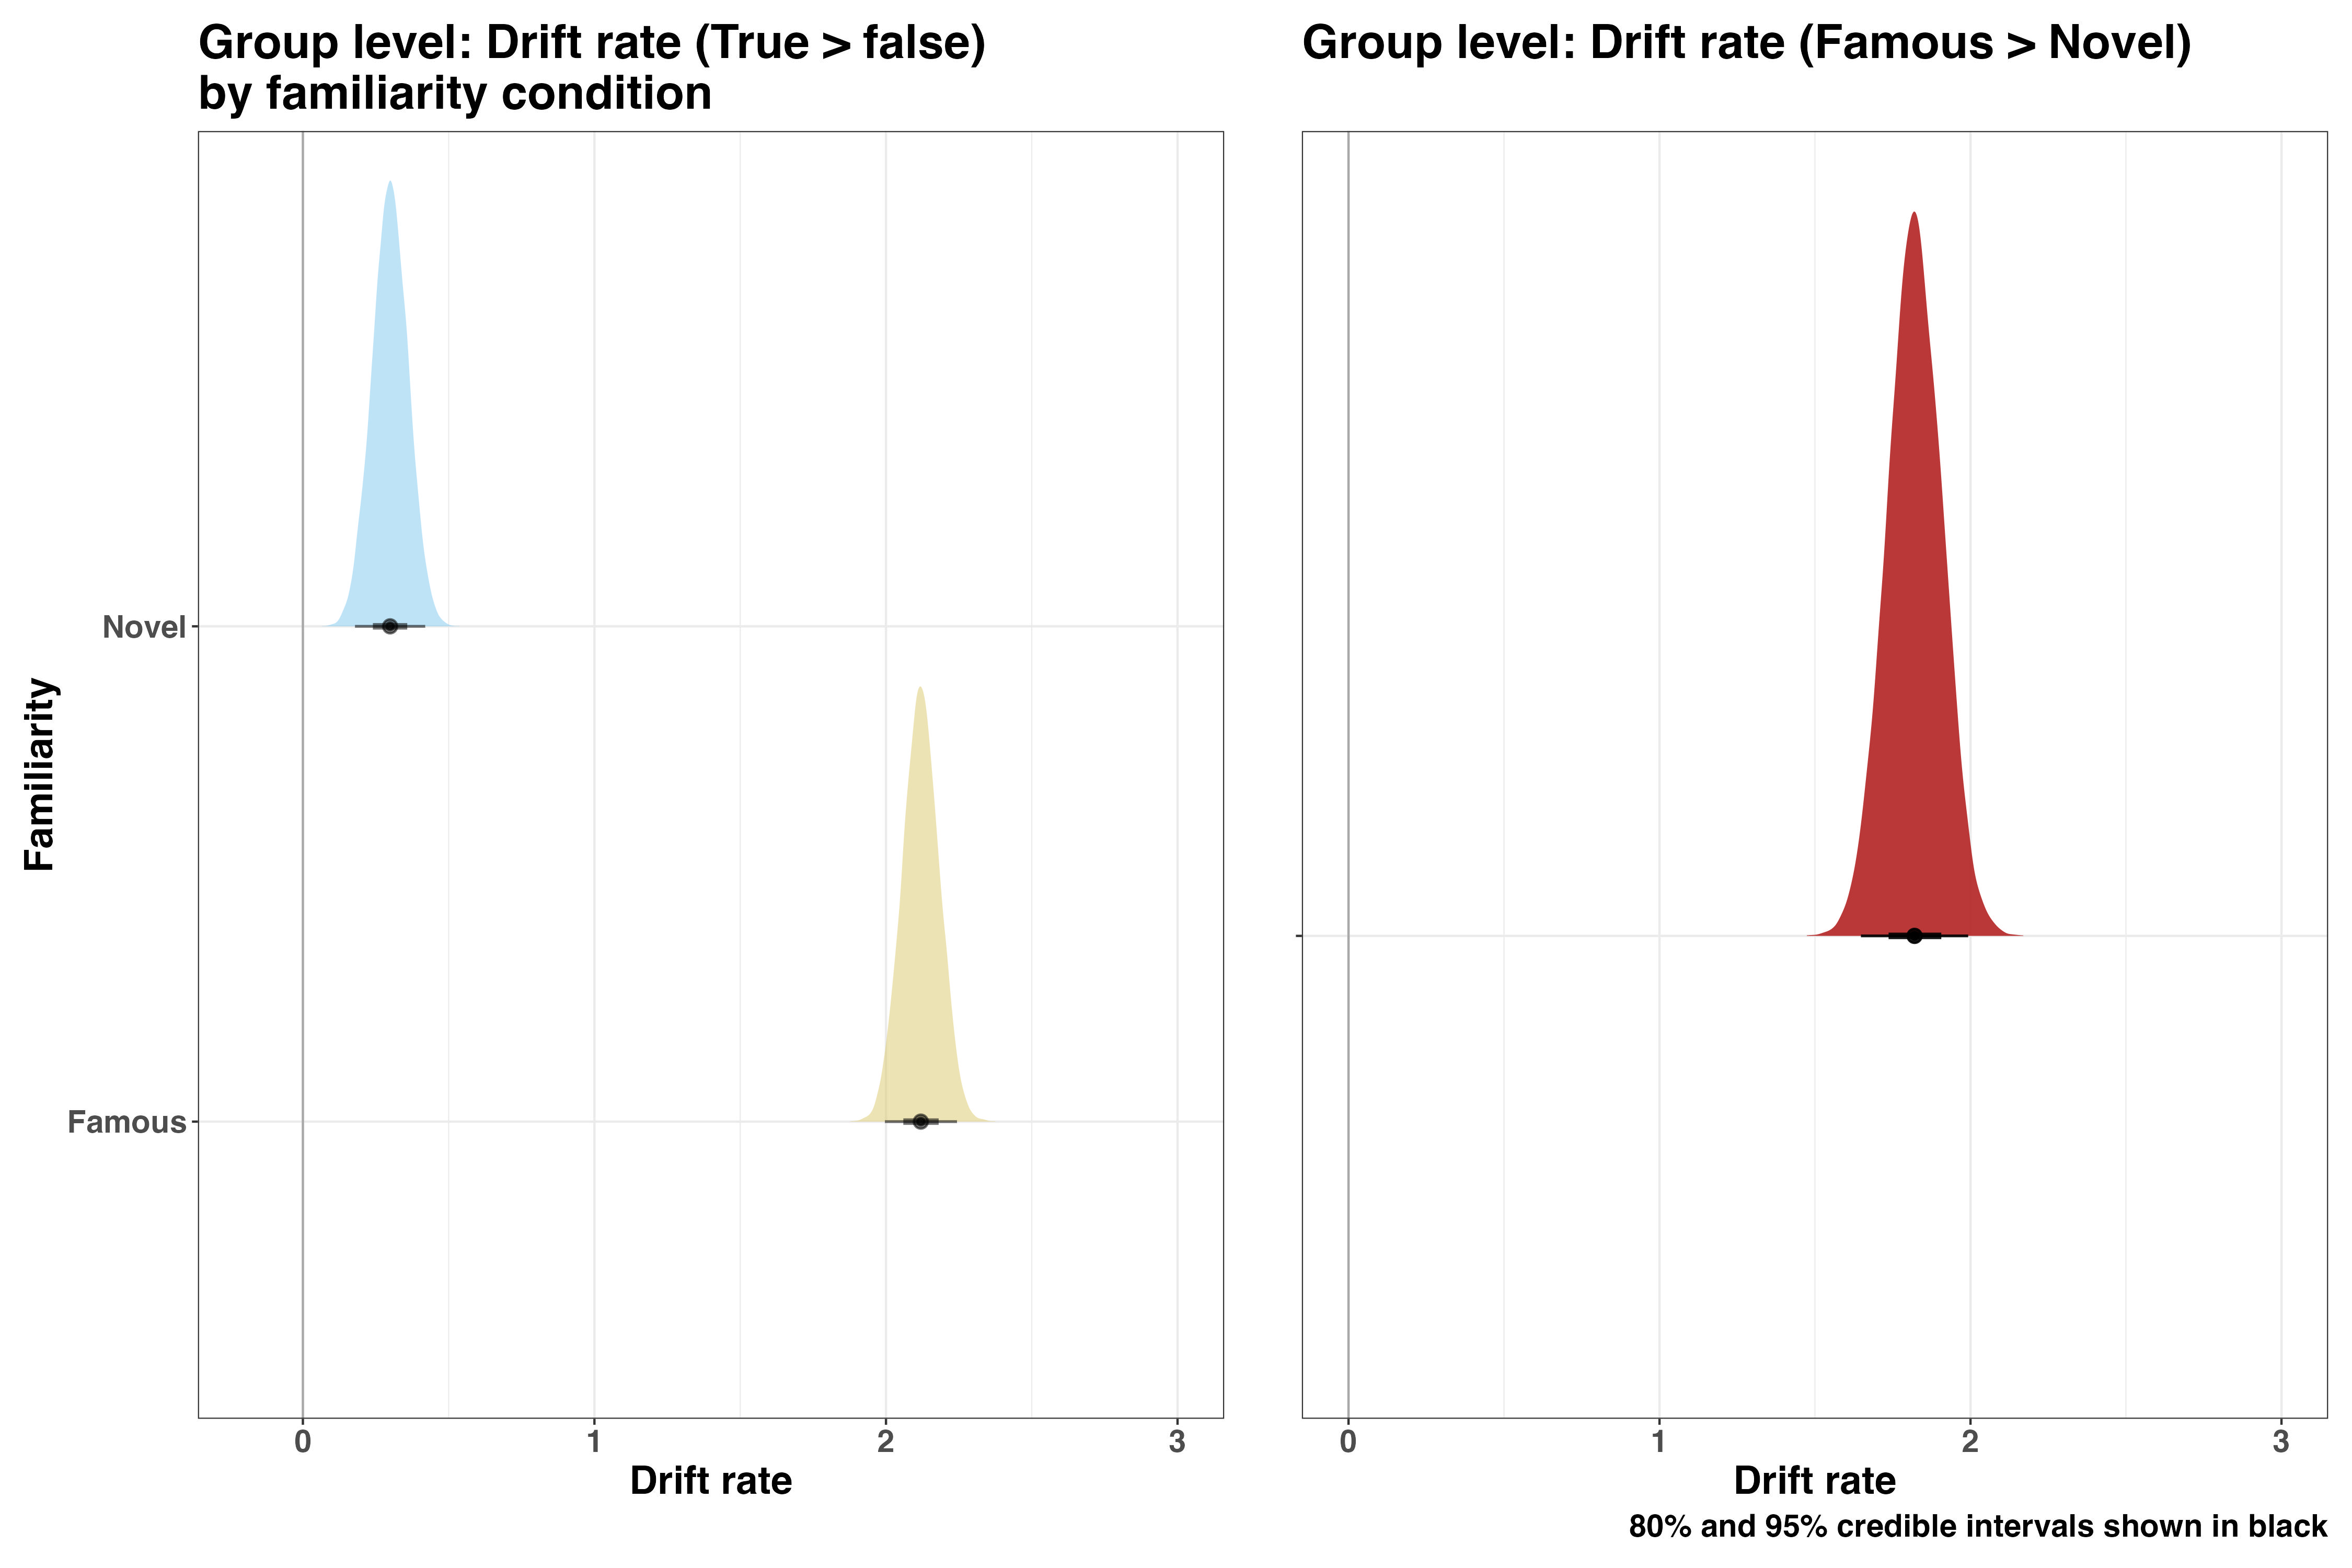 Group level: Drift rate (True > false)
by familiarity condition
Group level: Drift rate (Famous > Novel)
Familiarity
Novel
Famous
0 1 2 3
Drift rate
0 1 2 3
Drift rate
80% and 95% credible intervals shown in black